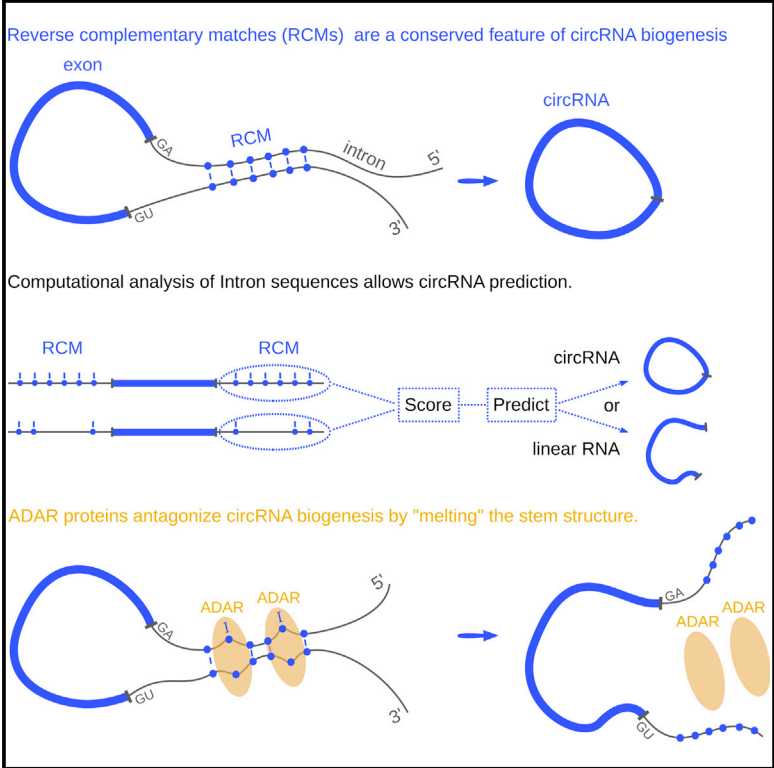 Reverse complementary matches (RCMs)  are a conserved feature of circRNA biogenesis
exon
circRNA
RCM
GA
intron
5'
GU
3'
Computational analysis of Intron sequences allows circRNA prediction.
RCM
RCM
circRNA
Score
Predict
or
linear RNA
ADAR proteins antagonize circRNA biogenesis by "melting" the stem structure.
ADAR
ADAR
5'
GA
I
I
GU
3'
GA
ADAR
ADAR
GU